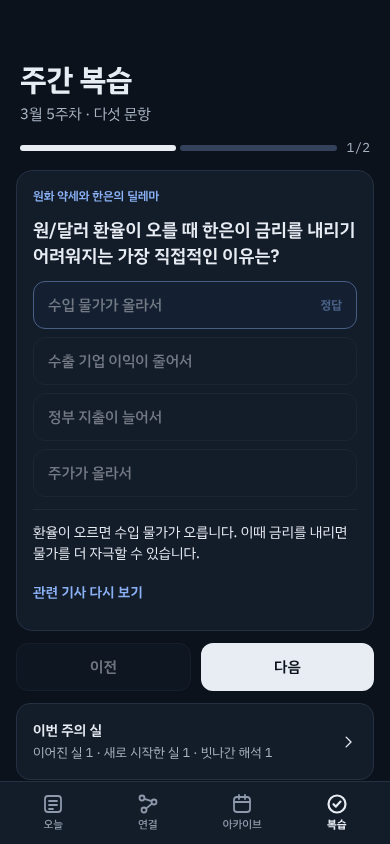 주간 복습
3월 5주차 · 다섯 문항
1/2
원화 약세와 한은의 딜레마
원/달러 환율이 오를 때 한은이 금리를 내리기
어려워지는 가장 직접적인 이유는?
수입 물가가 올라서 정답
수출 기업 이익이 줄어서
정부 지출이 늘어서
주가가 올라서
환율이 오르면 수입 물가가 오릅니다. 이때 금리를 내리면
물가를 더 자극할 수 있습니다.
관련 기사 다시 보기
이전 다음
이번 주의 실
이어진 실 1 · 새로 시작한 실 1 · 빗나간 해석 1
오늘 연결 아카이브 복습